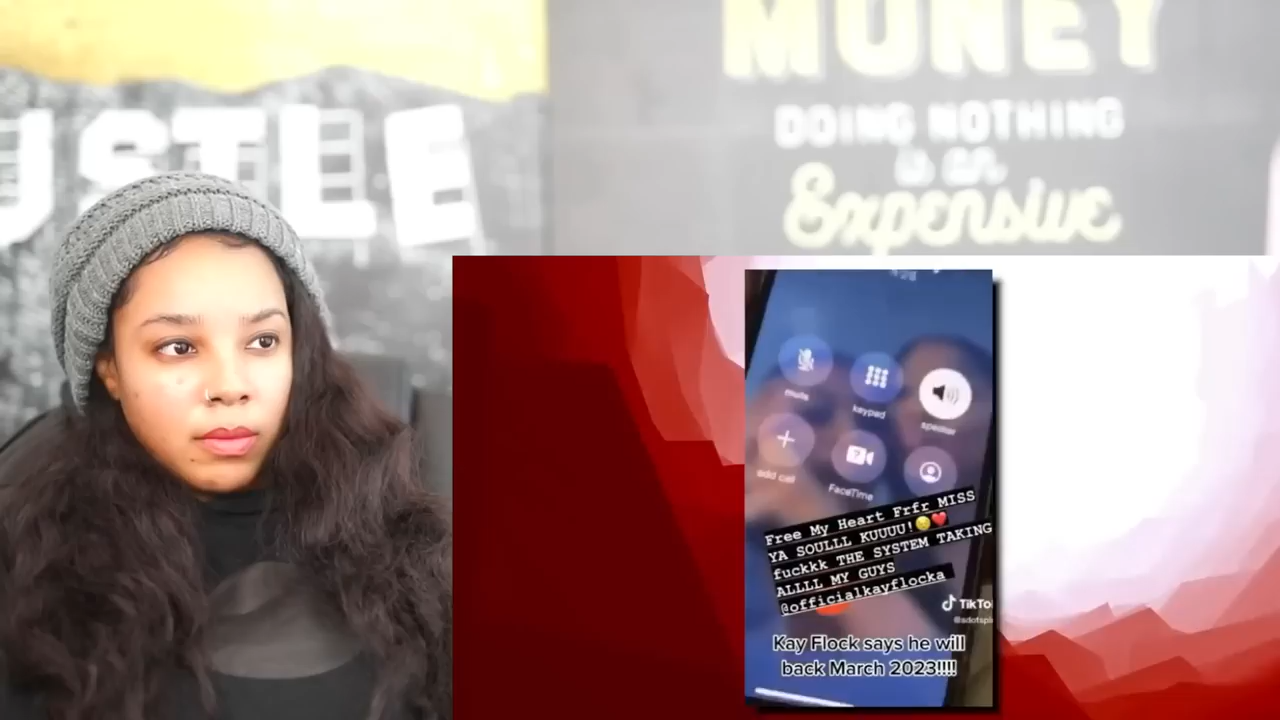 USTLE
MONEY
DOING NOTHING
is an
Expensive
mute
keypad
speaker
add call
FaceTime
Free My Heart Frfr MISS
YA SOULLL KUUUU!🥺❤️
fuckkk THE SYSTEM TAKING
ALLLL MY GUYS
@officialkayflocka
TikTo
Kay Flock says he will
back March 2023!!!!